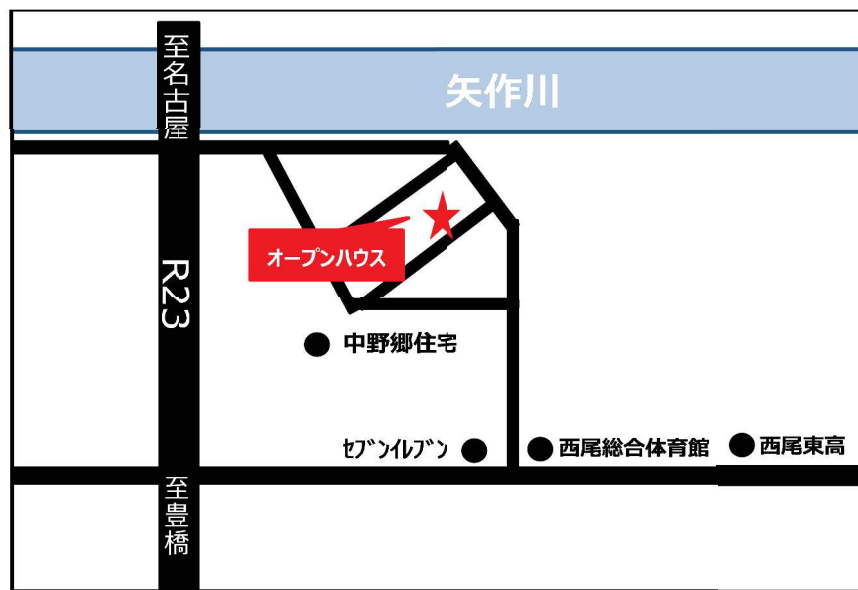 至名古屋
矢作川
R23
オープンハウス
中野郷住宅
ｾﾌﾞﾝｲﾚﾌﾞﾝ
西尾総合体育館
西尾東高
至豊橋